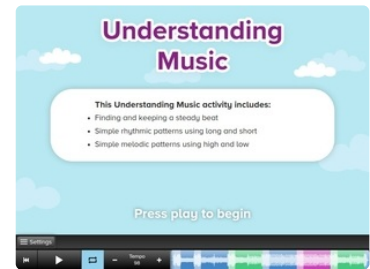 Understanding
Music
This Understanding Music activity includes:
• Finding and keeping a steady beat
• Simple rhythmic patterns using long and short
• Simple melodic patterns using high and low
Press play to begin
Settings
Tempo
98